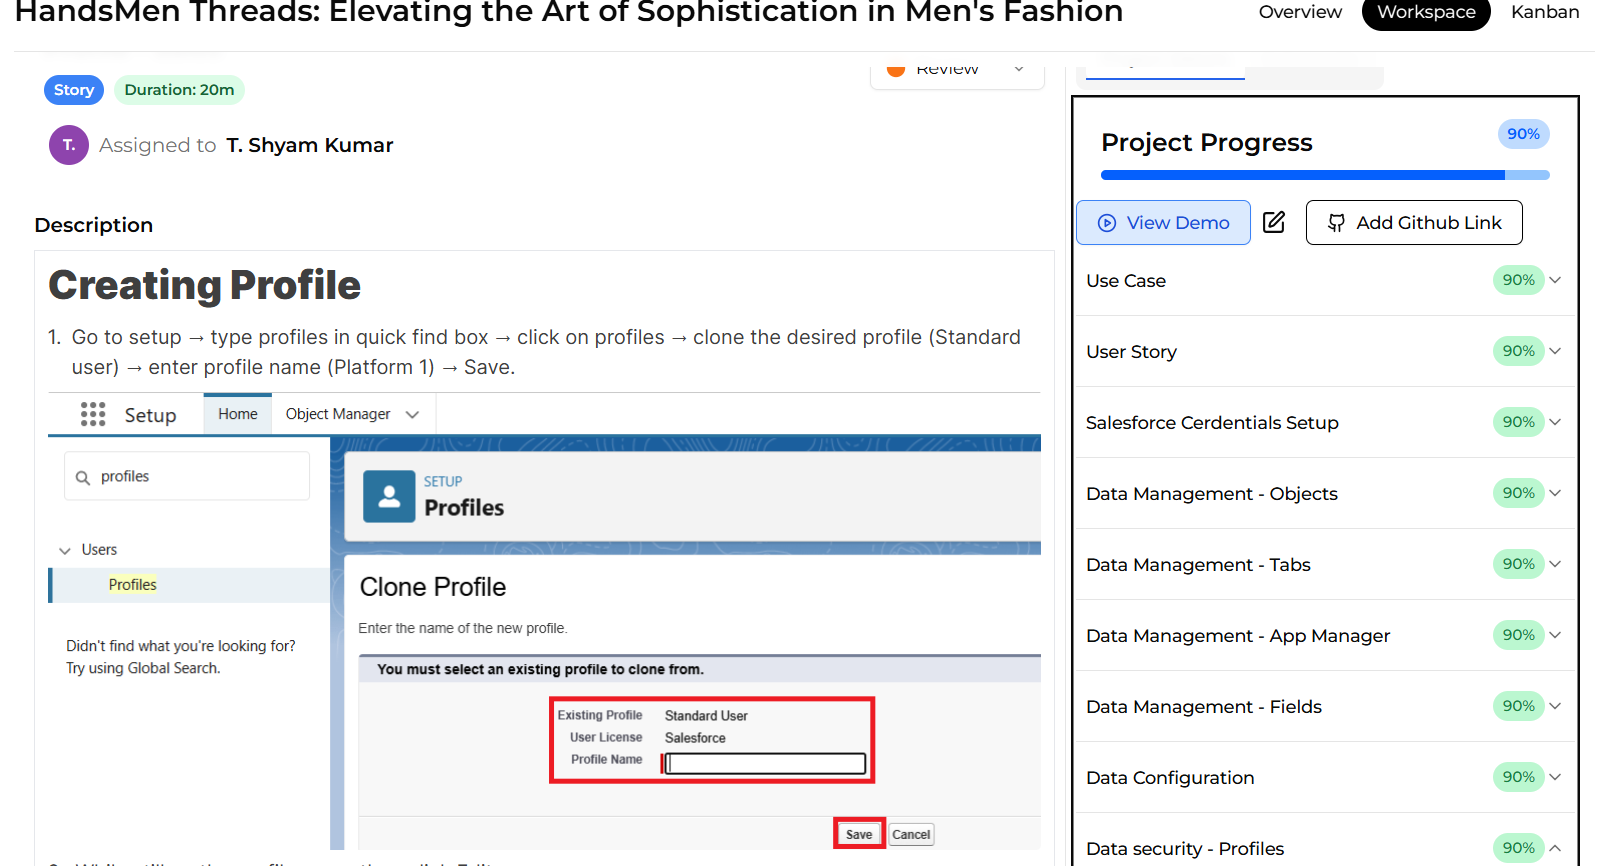 HandsMen Threads: Elevating the Art of Sophistication in Men's Fashion
Overview
Workspace
Kanban
Story
Duration: 20m
Review
T.
Assigned to T. Shyam Kumar
Description
Creating Profile
1. Go to setup → type profiles in quick find box → click on profiles → clone the desired profile (Standard
user) → enter profile name (Platform 1) → Save.
Setup
Home
Object Manager
profiles
Users
Profiles
Didn't find what you're looking for?
Try using Global Search.
SETUP
Profiles
Clone Profile
Enter the name of the new profile.
You must select an existing profile to clone from.
Existing Profile Standard User
User License Salesforce
Profile Name
Save
Cancel
Project Progress
90%
View Demo
Add Github Link
Use Case 90%
User Story 90%
Salesforce Cerdentials Setup 90%
Data Management - Objects 90%
Data Management - Tabs 90%
Data Management - App Manager 90%
Data Management - Fields 90%
Data Configuration 90%
Data security - Profiles 90%